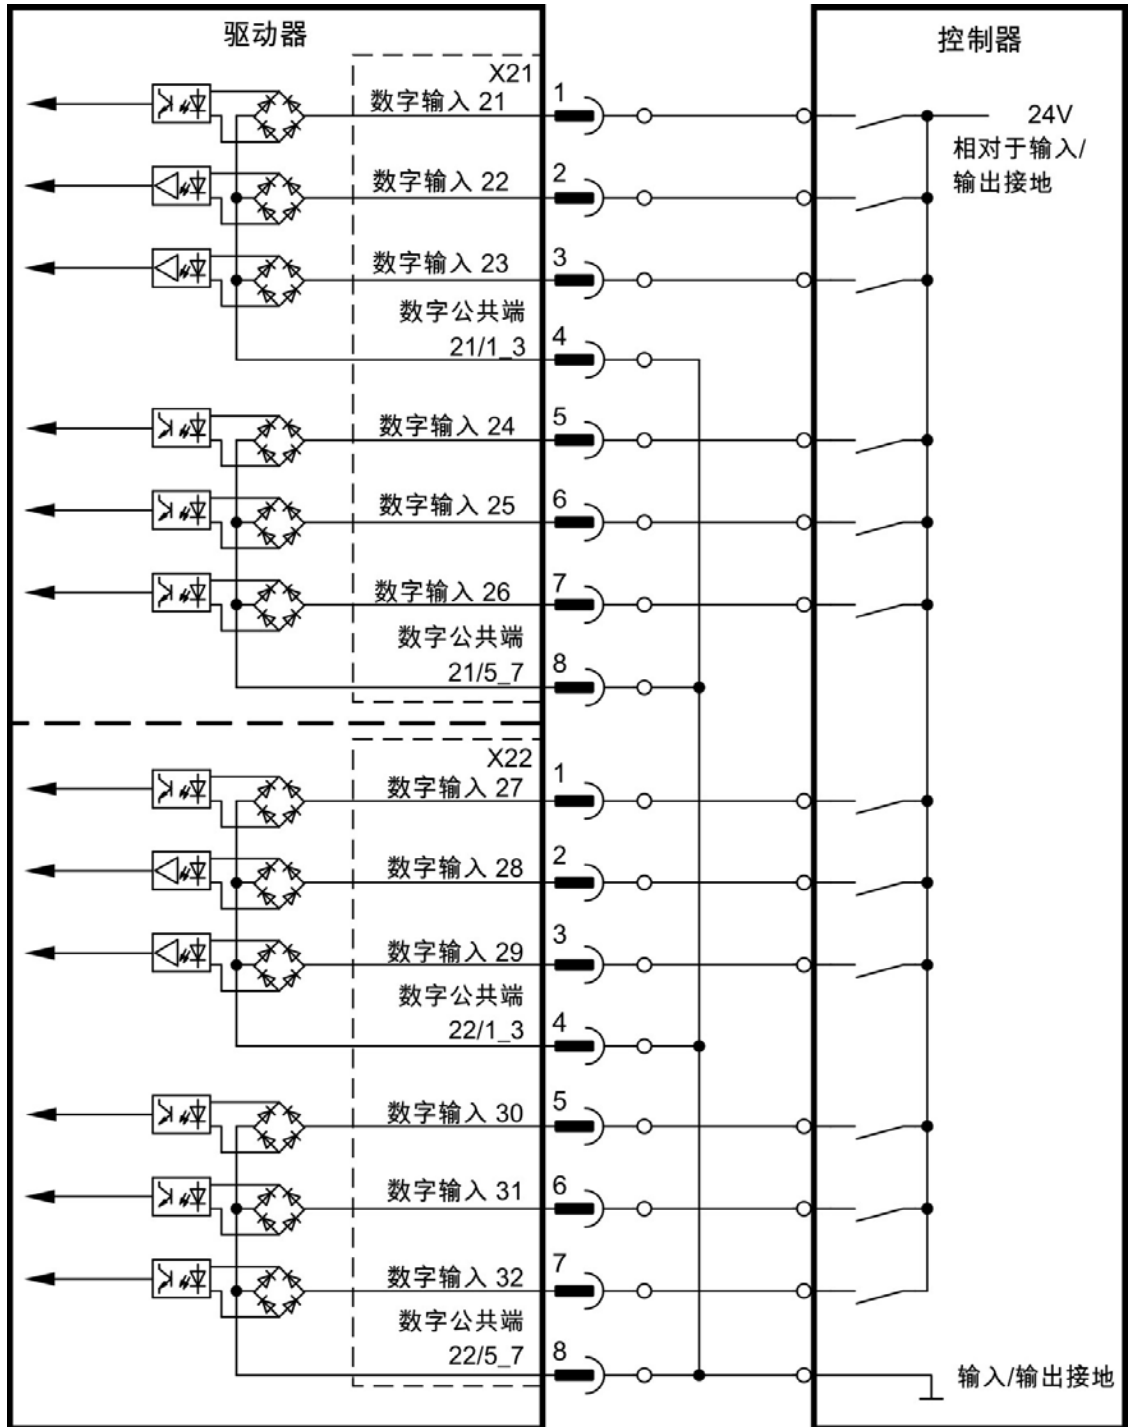 驱动器
控制器
X21
数字输入 21
1
24V
相对于输入/
输出接地
数字输入 22
2
数字输入 23
3
数字公共端
21/1_3
4
数字输入 24
5
数字输入 25
6
数字输入 26
7
数字公共端
21/5_7
8
X22
数字输入 27
1
数字输入 28
2
数字输入 29
3
数字公共端
22/1_3
4
数字输入 30
5
数字输入 31
6
数字输入 32
7
数字公共端
22/5_7
8
输入/输出接地